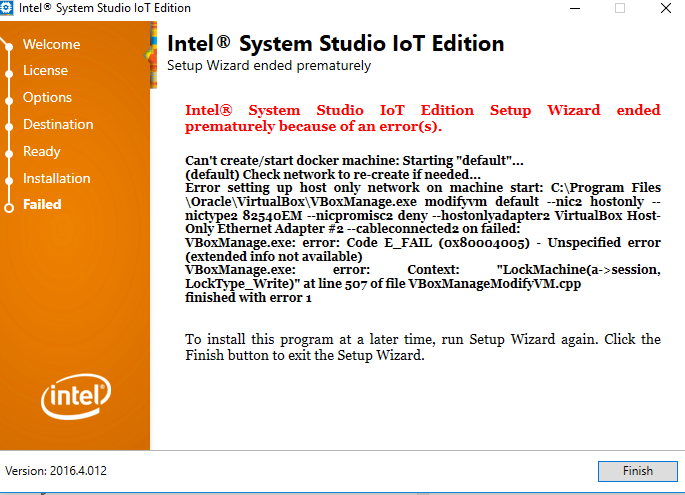 Intel® System Studio IoT Edition
Welcome
License
Options
Destination
Ready
Installation
Failed
intel®
Intel® System Studio IoT Edition
Setup Wizard ended prematurely
Intel® System Studio IoT Edition Setup Wizard ended
prematurely because of an error(s).
Can't create/start docker machine: Starting "default"...
(default) Check network to re-create if needed...
Error setting up host only network on machine start: C:\Program Files
\Oracle\VirtualBox\VBoxManage.exe modifyvm default --nic2 hostonly --
nictype2 82540EM --nicpromisc2 deny --hostonlyadapter2 VirtualBox Host-
Only Ethernet Adapter #2 --cableconnected2 on failed:
VBoxManage.exe: error: Code E_FAIL (0x80004005) - Unspecified error
(extended info not available)
VBoxManage.exe: error: Context: "LockMachine(a->session,
LockType_Write)" at line 507 of file VBoxManageModifyVM.cpp
finished with error 1
To install this program at a later time, run Setup Wizard again. Click the
Finish button to exit the Setup Wizard.
Version: 2016.4.012
Finish